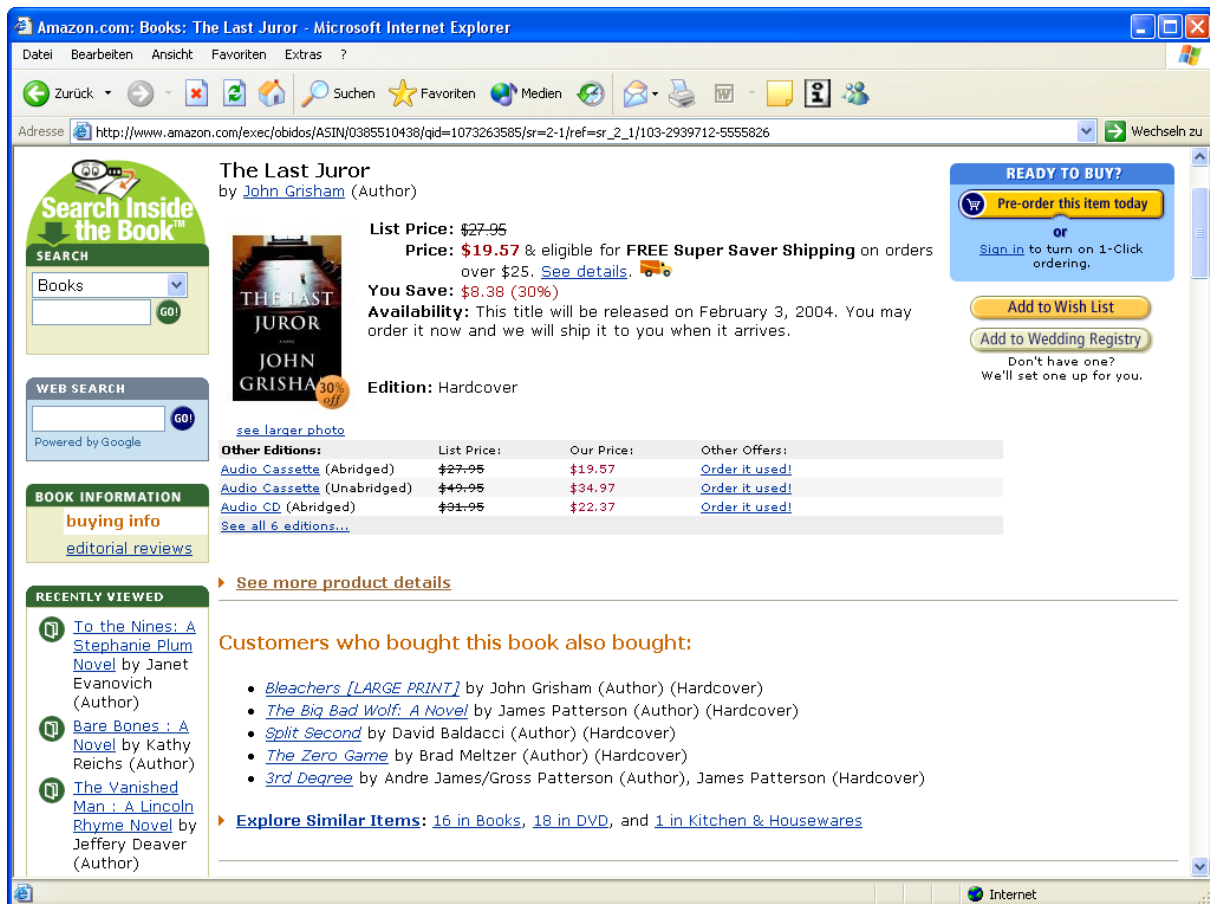 Amazon.com: Books: The Last Juror - Microsoft Internet Explorer
Datei Bearbeiten Ansicht Favoriten Extras ?
Zurück Suchen Favoriten Medien
Adresse http://www.amazon.com/exec/obidos/ASIN/0385510438/qid=1073263585/sr=2-1/ref=sr_2_1/103-2939712-5555826 Wechseln zu
Search Inside
the Book™
SEARCH
Books
GO!
WEB SEARCH
GO!
Powered by Google
BOOK INFORMATION
buying info
editorial reviews
RECENTLY VIEWED
To the Nines: A
Stephanie Plum
Novel by Janet
Evanovich
(Author)
Bare Bones : A
Novel by Kathy
Reichs (Author)
The Vanished
Man : A Lincoln
Rhyme Novel by
Jeffery Deaver
(Author)
The Last Juror
by John Grisham (Author)
THE LAST
JUROR
JOHN
GRISHAM
30%
off
see larger photo
List Price: $27.95
Price: $19.57 & eligible for FREE Super Saver Shipping on orders
over $25. See details.
You Save: $8.38 (30%)
Availability: This title will be released on February 3, 2004. You may
order it now and we will ship it to you when it arrives.
Edition: Hardcover
Other Editions: List Price: Our Price: Other Offers:
Audio Cassette (Abridged) $27.95 $19.57 Order it used!
Audio Cassette (Unabridged) $49.95 $34.97 Order it used!
Audio CD (Abridged) $31.95 $22.37 Order it used!
See all 6 editions...
See more product details
Customers who bought this book also bought:
• Bleachers [LARGE PRINT] by John Grisham (Author) (Hardcover)
• The Big Bad Wolf: A Novel by James Patterson (Author) (Hardcover)
• Split Second by David Baldacci (Author) (Hardcover)
• The Zero Game by Brad Meltzer (Author) (Hardcover)
• 3rd Degree by Andre James/Gross Patterson (Author), James Patterson (Hardcover)
Explore Similar Items: 16 in Books, 18 in DVD, and 1 in Kitchen & Housewares
READY TO BUY?
Pre-order this item today
or
Sign in to turn on 1-Click
ordering.
Add to Wish List
Add to Wedding Registry
Don't have one?
We'll set one up for you.
Internet